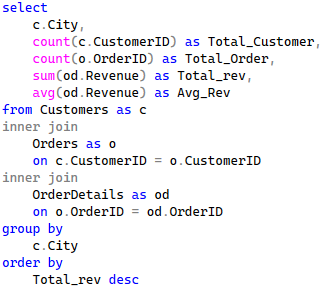 select
    c.City,
    count(c.CustomerID) as Total_Customer,
    count(o.OrderID) as Total_Order,
    sum(od.Revenue) as Total_rev,
    avg(od.Revenue) as Avg_Rev
from Customers as c
inner join
    Orders as o
    on c.CustomerID = o.CustomerID
inner join
    OrderDetails as od
    on o.OrderID = od.OrderID
group by
    c.City
order by
    Total_rev desc